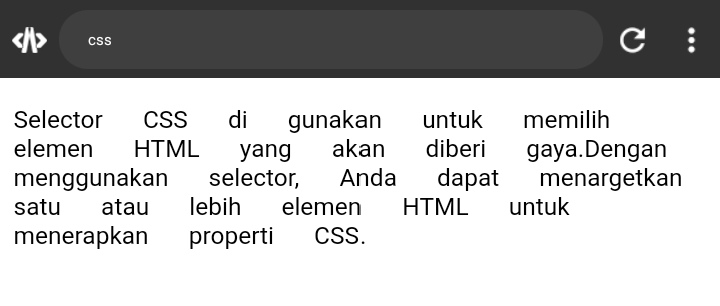 css
Selector CSS di gunakan untuk memilih
elemen HTML yang akan diberi gaya.Dengan
menggunakan selector, Anda dapat menargetkan
satu atau lebih elemen HTML untuk
menerapkan properti CSS.